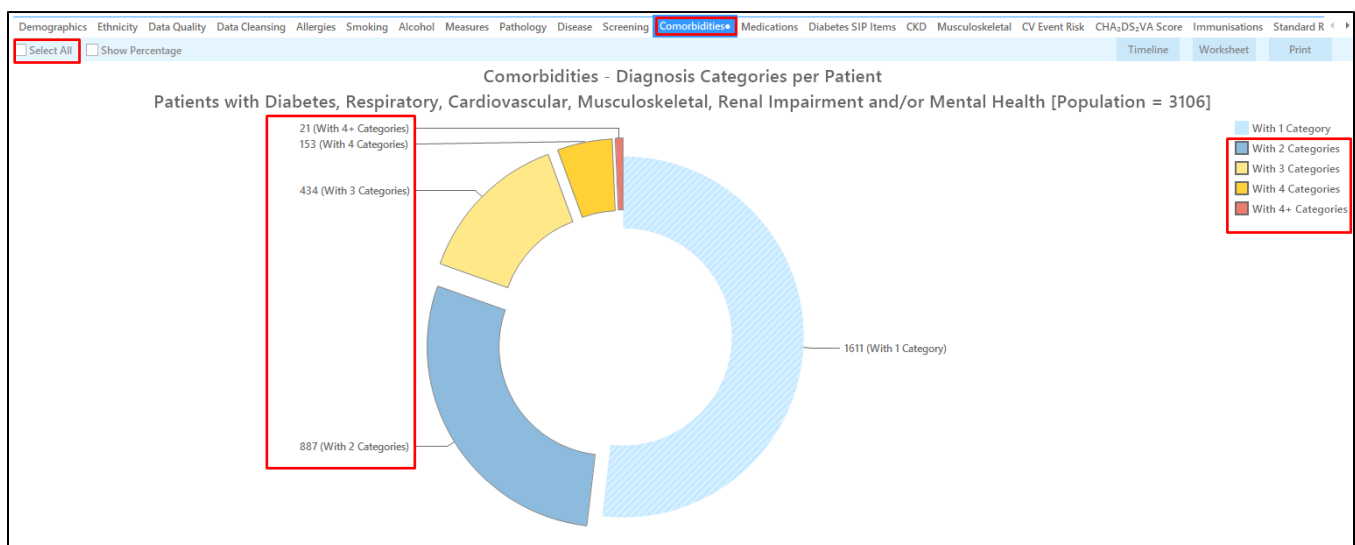 Demographics Ethnicity Data Quality Data Cleansing Allergies Smoking Alcohol Measures Pathology Disease Screening Comorbidities• Medications Diabetes SIP Items CKD Musculoskeletal CV Event Risk CHA₂DS₂VA Score Immunisations Standard R
Select All Show Percentage Timeline Worksheet Print
Comorbidities - Diagnosis Categories per Patient
Patients with Diabetes, Respiratory, Cardiovascular, Musculoskeletal, Renal Impairment and/or Mental Health [Population = 3106]
21 (With 4+ Categories)
153 (With 4 Categories)
434 (With 3 Categories)
887 (With 2 Categories)
1611 (With 1 Category)
With 1 Category
With 2 Categories
With 3 Categories
With 4 Categories
With 4+ Categories